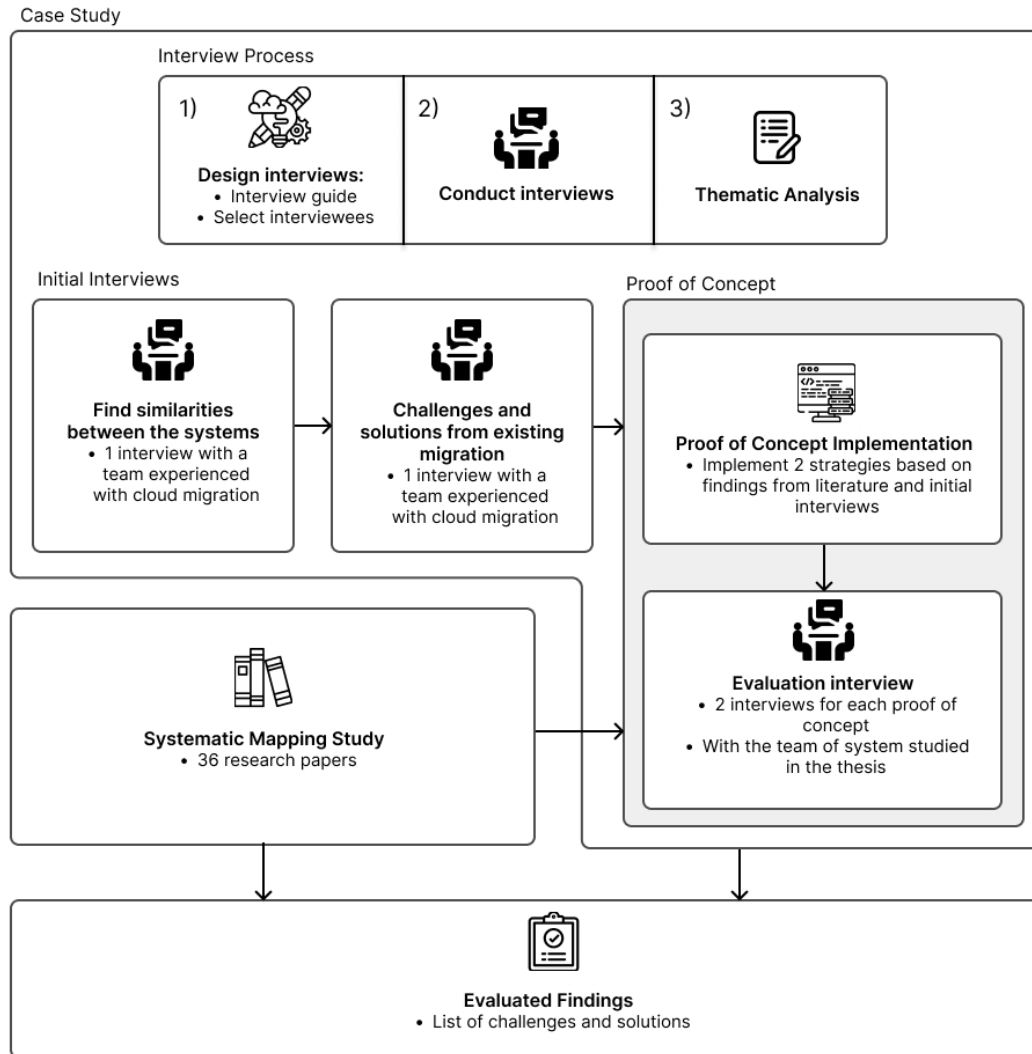 Case Study
Interview Process
1)
Design interviews:
• Interview guide
• Select interviewees
2)
Conduct interviews
3)
Thematic Analysis
Initial Interviews
Find similarities
between the systems
• 1 interview with a
team experienced
with cloud migration
Challenges and
solutions from existing
migration
• 1 interview with a
team experienced
with cloud migration
Proof of Concept
Proof of Concept Implementation
• Implement 2 strategies based on
findings from literature and initial
interviews
Evaluation interview
• 2 interviews for each proof of
concept
• With the team of system studied
in the thesis
Systematic Mapping Study
• 36 research papers
Evaluated Findings
• List of challenges and solutions